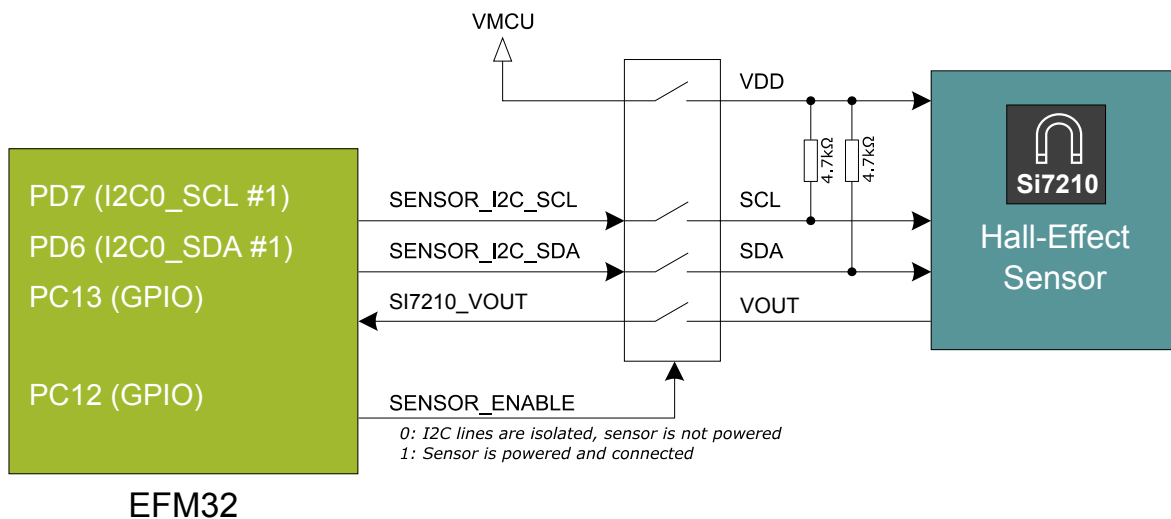 VMCU
VDD
4.7kΩ
4.7kΩ
Si7210
Hall-Effect
Sensor
PD7 (I2C0_SCL #1)
SENSOR_I2C_SCL
SCL
PD6 (I2C0_SDA #1)
SENSOR_I2C_SDA
SDA
PC13 (GPIO)
SI7210_VOUT
VOUT
PC12 (GPIO)
SENSOR_ENABLE
0: I2C lines are isolated, sensor is not powered
1: Sensor is powered and connected
EFM32